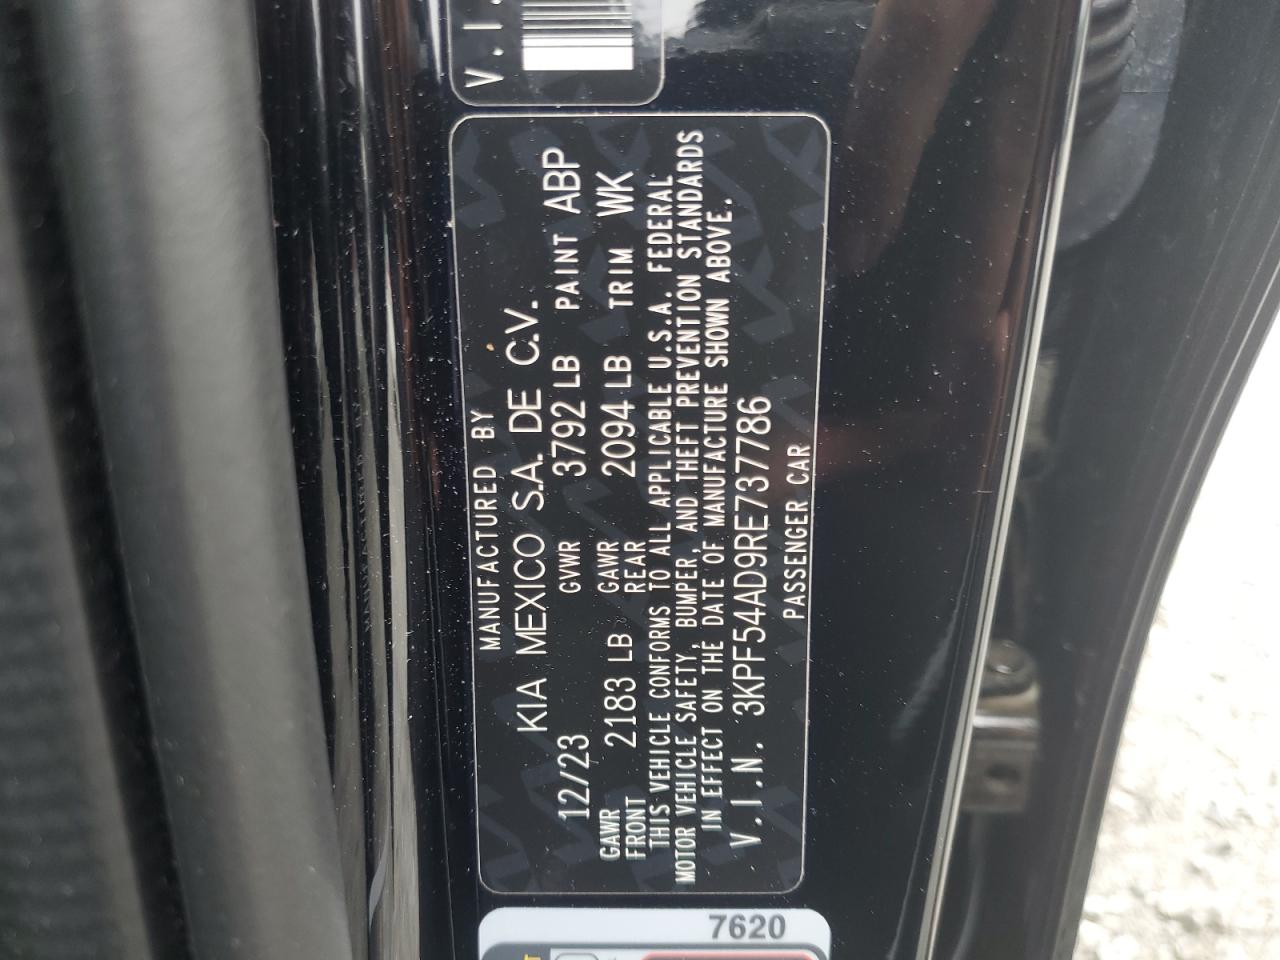 V.I.
MANUFACTURED BY
KIA MEXICO S.A. DE C.V.
12/23 GVWR 3792 LB PAINT ABP
GAWR FRONT 2183 LB GAWR REAR 2094 LB TRIM WK
THIS VEHICLE CONFORMS TO ALL APPLICABLE U.S.A. FEDERAL
MOTOR VEHICLE SAFETY, BUMPER, AND THEFT PREVENTION STANDARDS
IN EFFECT ON THE DATE OF MANUFACTURE SHOWN ABOVE.
V.I.N. 3KPF54AD9RE737786
PASSENGER CAR
7620